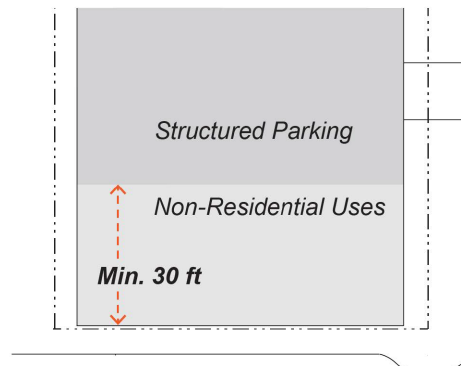 Structured Parking
Non-Residential Uses
Min. 30 ft